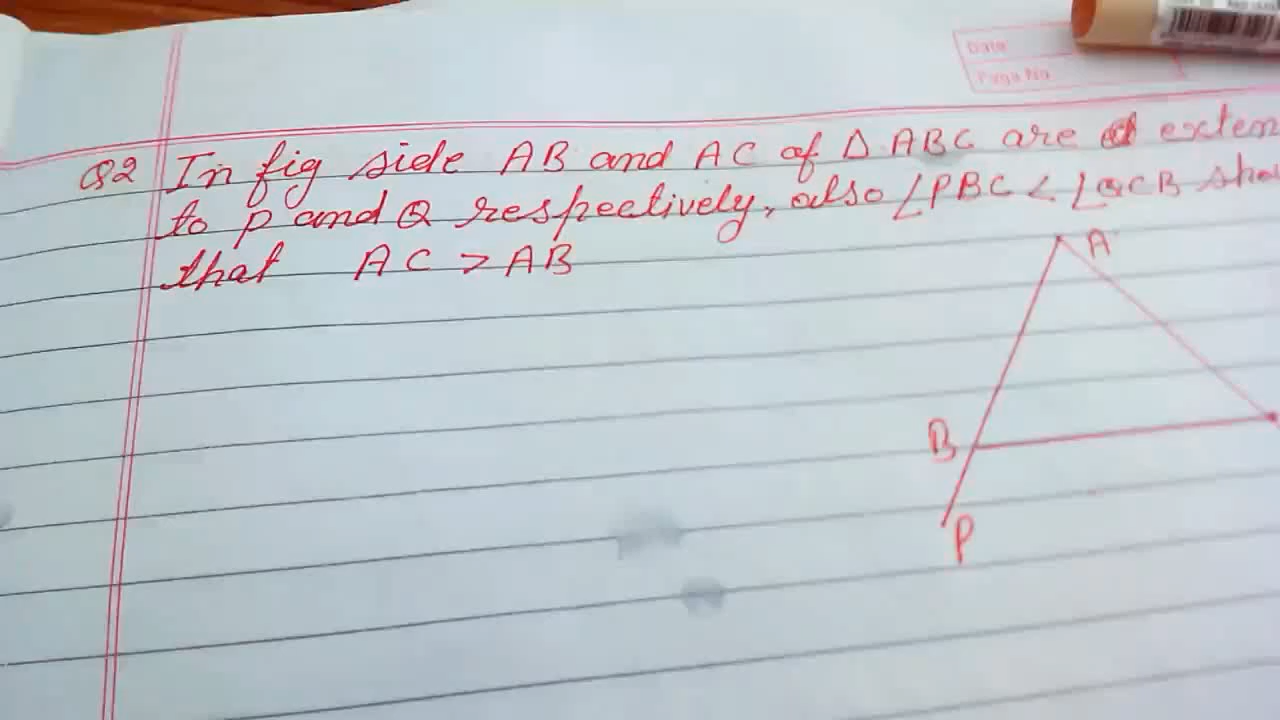 Date
Page No
Q2 In fig side AB and AC of Δ ABC are exten
to P and Q respectively, also ∠PBC < ∠QCB sho
that AC > AB
A
B
P